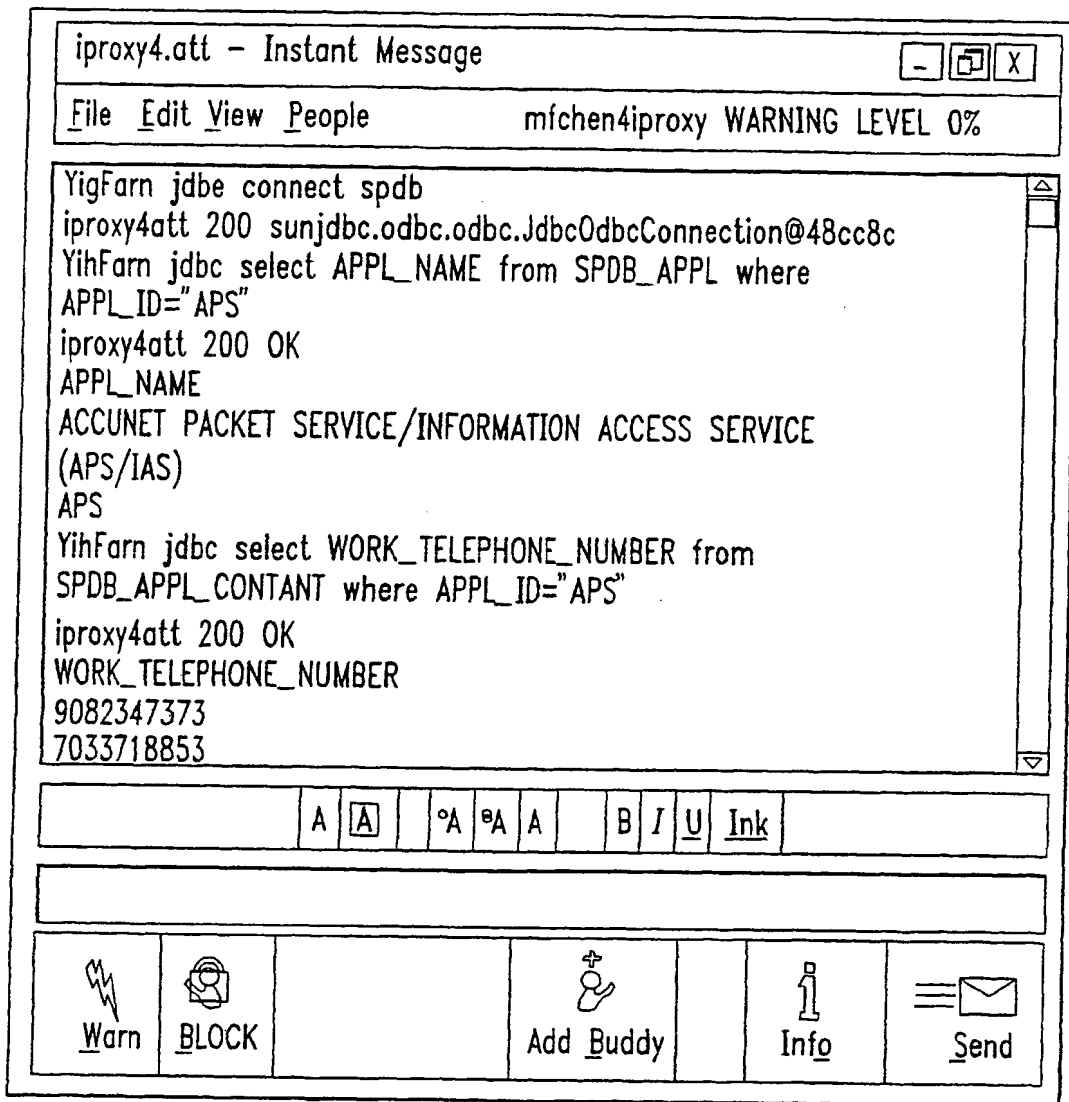 iproxy4.att – Instant Message
- X
File Edit View People mfchen4iproxy WARNING LEVEL 0%
YigFarn jdbe connect spdb
iproxy4att 200 sunjdbc.odbc.odbc.JdbcOdbcConnection@48cc8c
YihFarn jdbc select APPL_NAME from SPDB_APPL where
APPL_ID="APS"
iproxy4att 200 OK
APPL_NAME
ACCUNET PACKET SERVICE/INFORMATION ACCESS SERVICE
(APS/IAS)
APS
YihFarn jdbc select WORK_TELEPHONE_NUMBER from
SPDB_APPL_CONTANT where APPL_ID="APS"
iproxy4att 200 OK
WORK_TELEPHONE_NUMBER
9082347373
7033718853
A A °A ᶿA A B I U Ink
Warn BLOCK Add Buddy Info Send